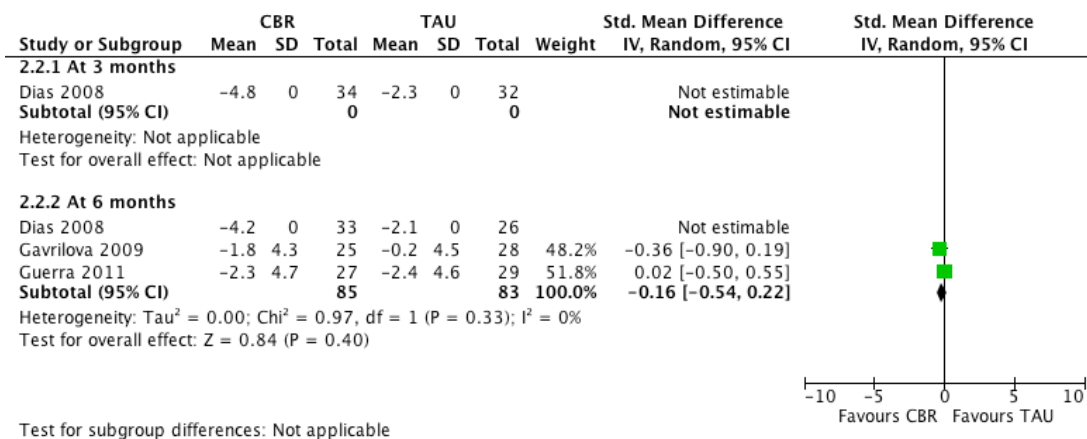 CBR TAU Std. Mean Difference Std. Mean Difference
Study or Subgroup Mean SD Total Mean SD Total Weight IV, Random, 95% CI IV, Random, 95% CI
2.2.1 At 3 months
Dias 2008 -4.8 0 34 -2.3 0 32 Not estimable
Subtotal (95% CI) 0 0 Not estimable
Heterogeneity: Not applicable
Test for overall effect: Not applicable
2.2.2 At 6 months
Dias 2008 -4.2 0 33 -2.1 0 26 Not estimable
Gavrilova 2009 -1.8 4.3 25 -0.2 4.5 28 48.2% -0.36 [-0.90, 0.19]
Guerra 2011 -2.3 4.7 27 -2.4 4.6 29 51.8% 0.02 [-0.50, 0.55]
Subtotal (95% CI) 85 83 100.0% -0.16 [-0.54, 0.22]
Heterogeneity: Tau² = 0.00; Chi² = 0.97, df = 1 (P = 0.33); I² = 0%
Test for overall effect: Z = 0.84 (P = 0.40)
-10 -5 0 5 10
Favours CBR Favours TAU
Test for subgroup differences: Not applicable